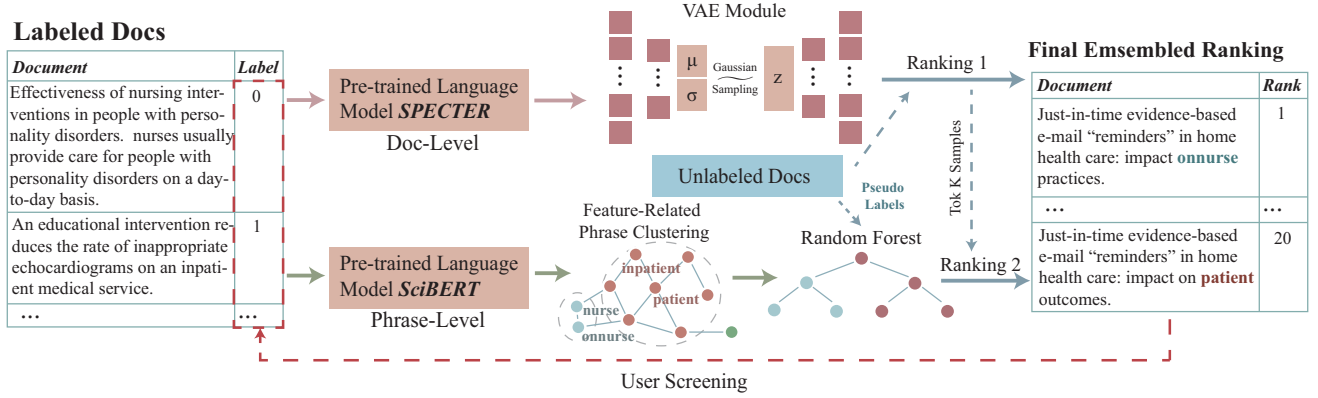 Labeled Docs
Document
Label
Effectiveness of nursing inter-
ventions in people with perso-
nality disorders. nurses usually
provide care for people with
personality disorders on a day-
to-day basis.
0
An educational intervention re-
duces the rate of inappropriate
echocardiograms on an inpati-
ent medical service.
1
...
...
Pre-trained Language
Model SPECTER
Doc-Level
Pre-trained Language
Model SciBERT
Phrase-Level
VAE Module
μ
σ
Gaussian
Sampling
z
Unlabeled Docs
Pseudo
Labels
Feature-Related
Phrase Clustering
inpatient
patient
nurse
onnurse
Random Forest
Ranking 1
Tok K Samples
Ranking 2
Final Emsembled Ranking
Document
Rank
Just-in-time evidence-based
e-mail “reminders” in home
health care: impact onnurse
practices.
1
...
...
Just-in-time evidence-based
e-mail “reminders” in home
health care: impact on patient
outcomes.
20
User Screening